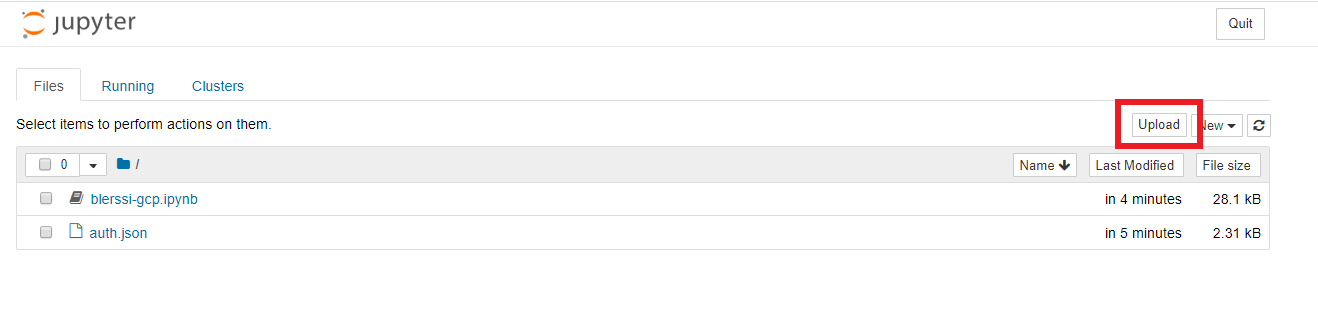 jupyter
Quit
Files Running Clusters
Select items to perform actions on them.
Upload New
0 / Name Last Modified File size
blerssi-gcp.ipynb in 4 minutes 28.1 kB
auth.json in 5 minutes 2.31 kB